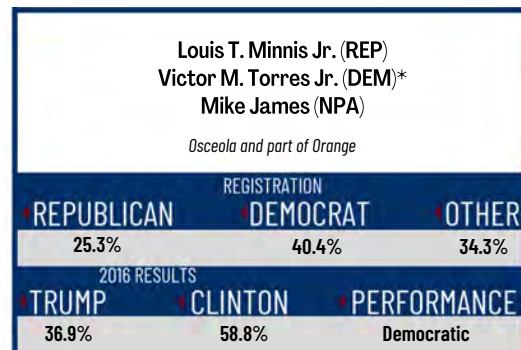 Louis T. Minnis Jr. (REP)
Victor M. Torres Jr. (DEM)*
Mike James (NPA)
Osceola and part of Orange
REGISTRATION
REPUBLICAN DEMOCRAT OTHER
25.3% 40.4% 34.3%
2016 RESULTS
TRUMP CLINTON PERFORMANCE
36.9% 58.8% Democratic